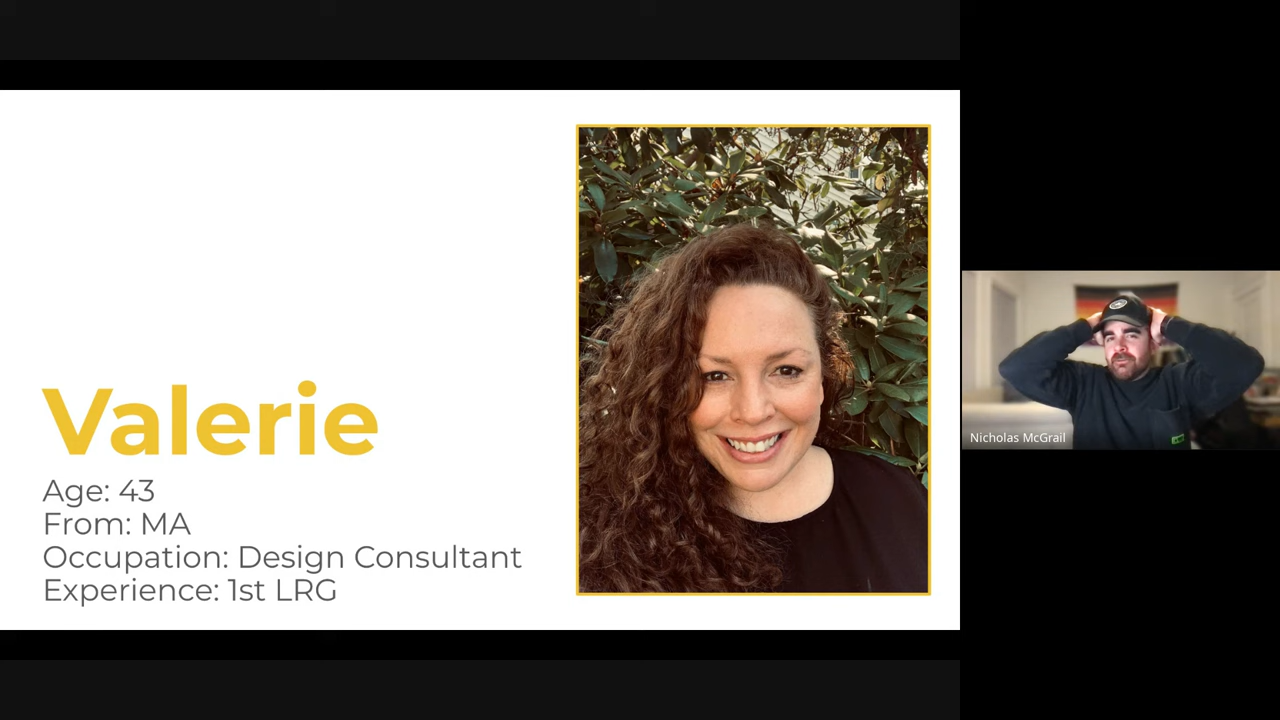 Valerie
Age: 43
From: MA
Occupation: Design Consultant
Experience: 1st LRG
Nicholas McGrail